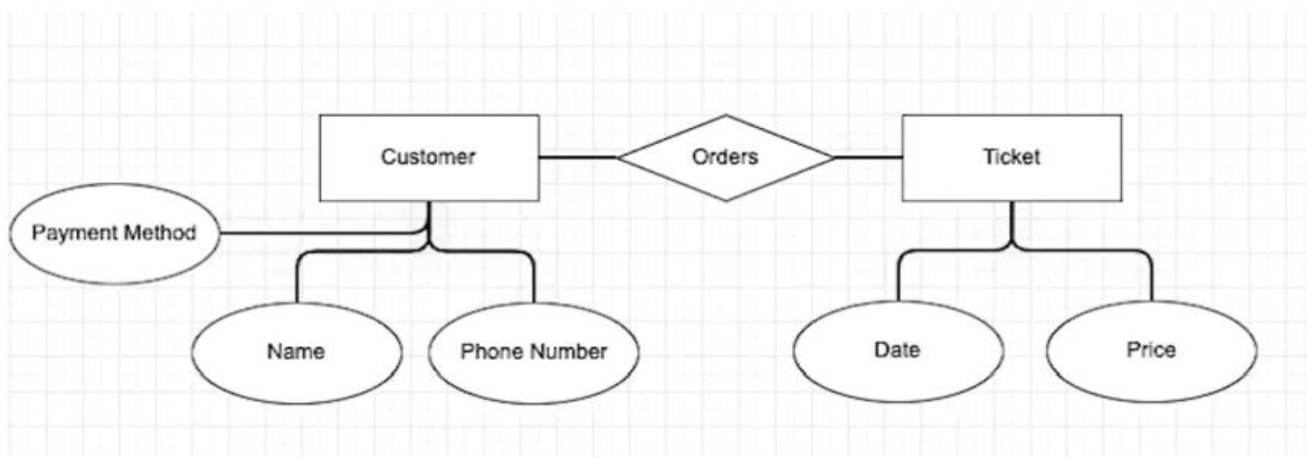 Customer
Orders
Ticket
Payment Method
Name
Phone Number
Date
Price